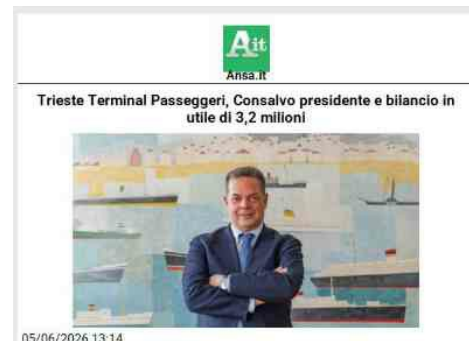 Ait
Ansa.it
Trieste Terminal Passeggeri, Consalvo presidente e bilancio in
utile di 3,2 milioni
05/06/2026 13:14